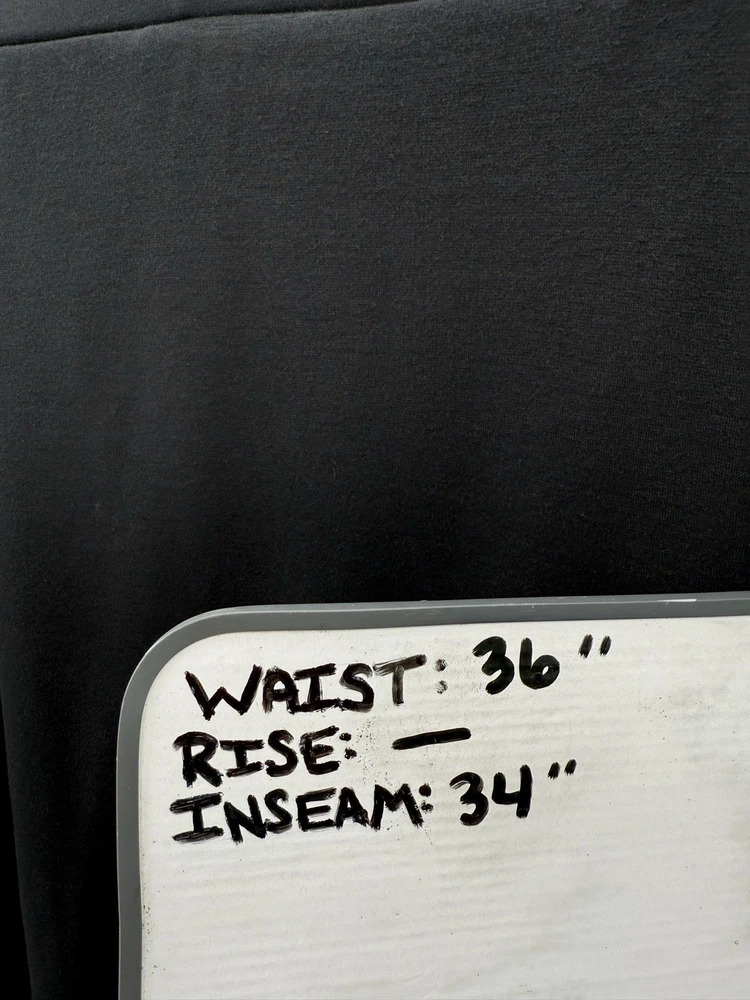 WAIST: 36"
RISE: —
INSEAM: 34"